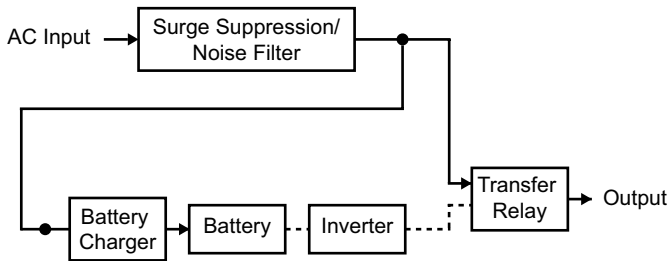 AC Input
Surge Suppression/
Noise Filter
Battery
Charger
Battery
Inverter
Transfer
Relay
Output